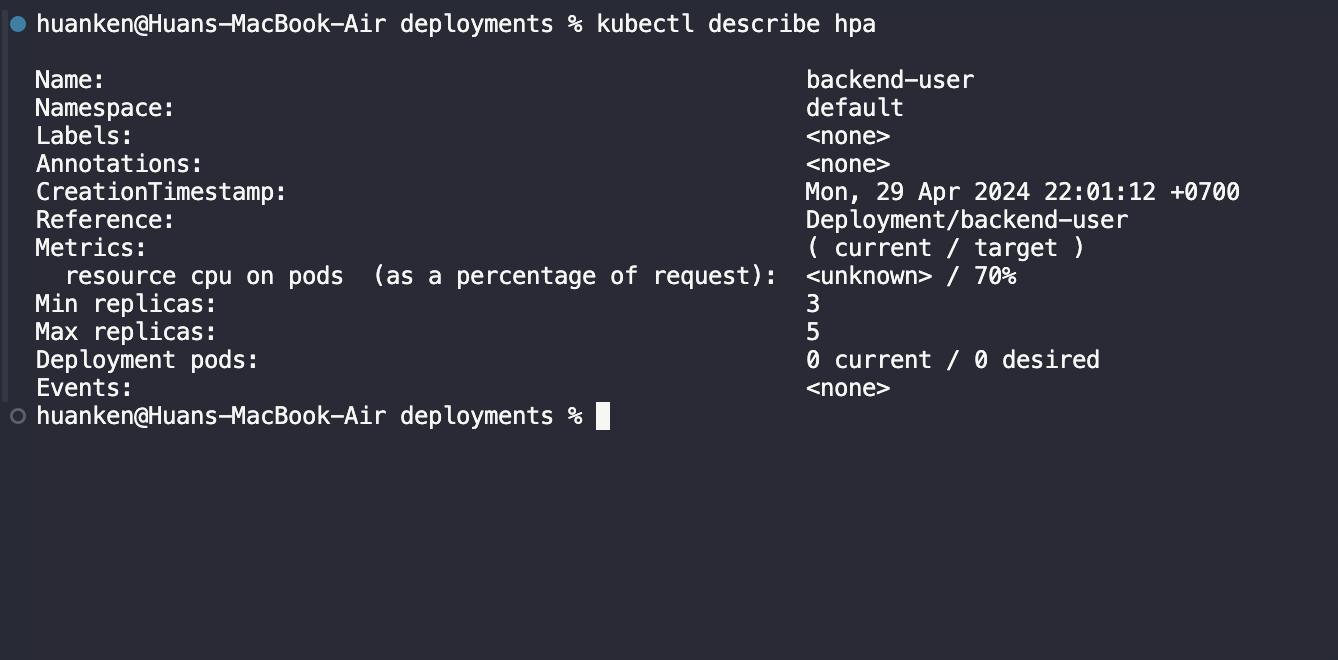 huanken@Huans-MacBook-Air deployments % kubectl describe hpa
Name: backend-user
Namespace: default
Labels: <none>
Annotations: <none>
CreationTimestamp: Mon, 29 Apr 2024 22:01:12 +0700
Reference: Deployment/backend-user
Metrics: ( current / target )
resource cpu on pods  (as a percentage of request): <unknown> / 70%
Min replicas: 3
Max replicas: 5
Deployment pods: 0 current / 0 desired
Events: <none>
huanken@Huans-MacBook-Air deployments %